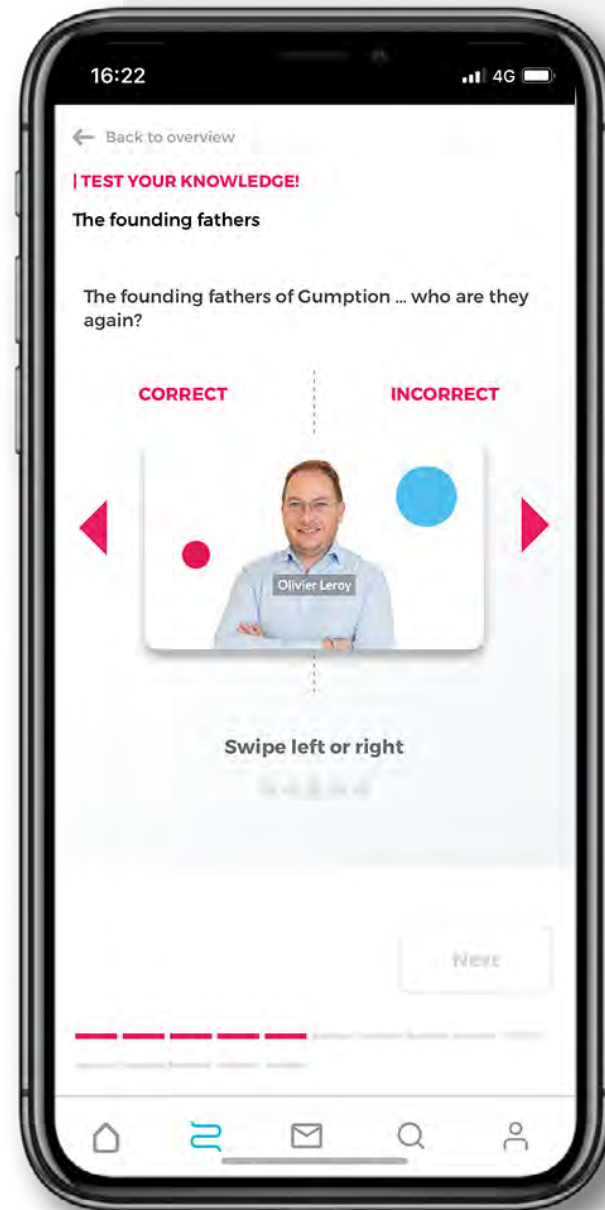 16:22
4G
Back to overview
| TEST YOUR KNOWLEDGE!
The founding fathers
The founding fathers of Gumption ... who are they
again?
CORRECT
INCORRECT
Olivier Leroy
Swipe left or right
Next